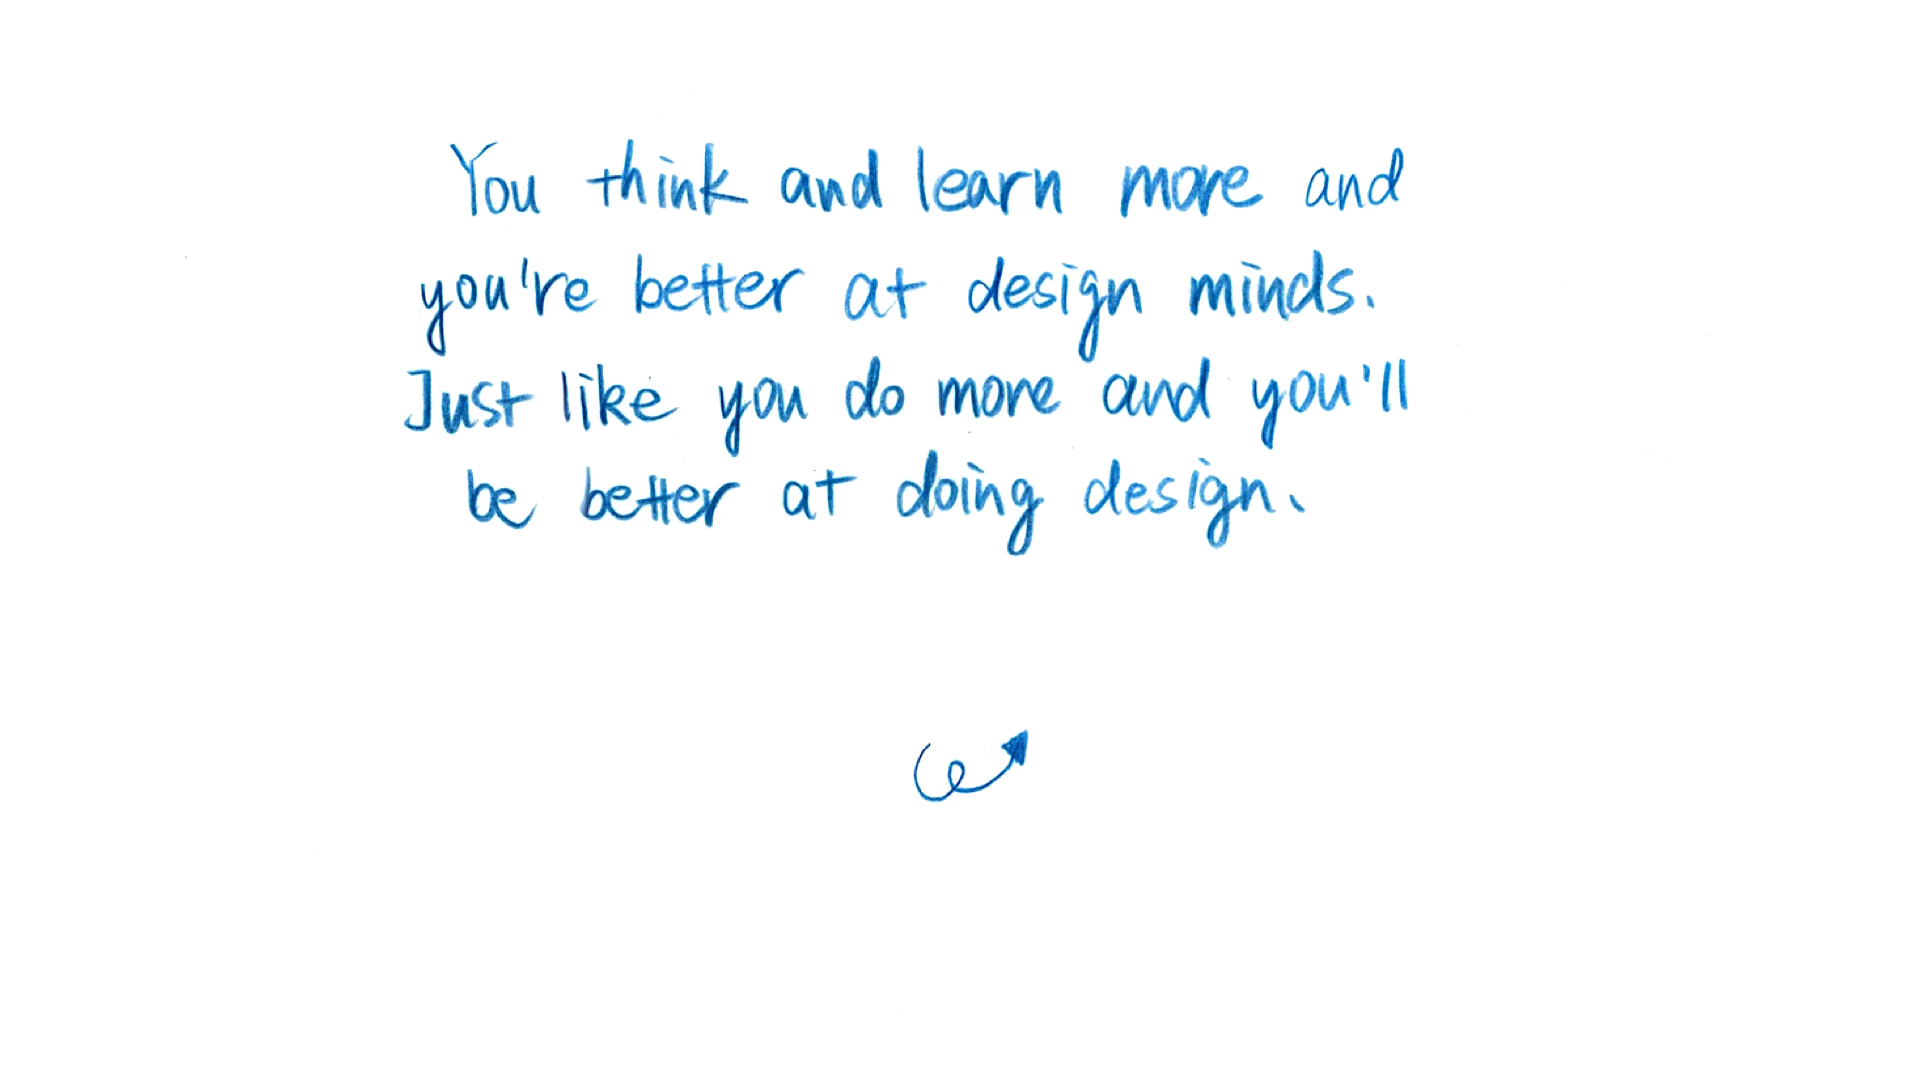 You think and learn more and
you're better at design minds.
Just like you do more and you'll
be better at doing design.